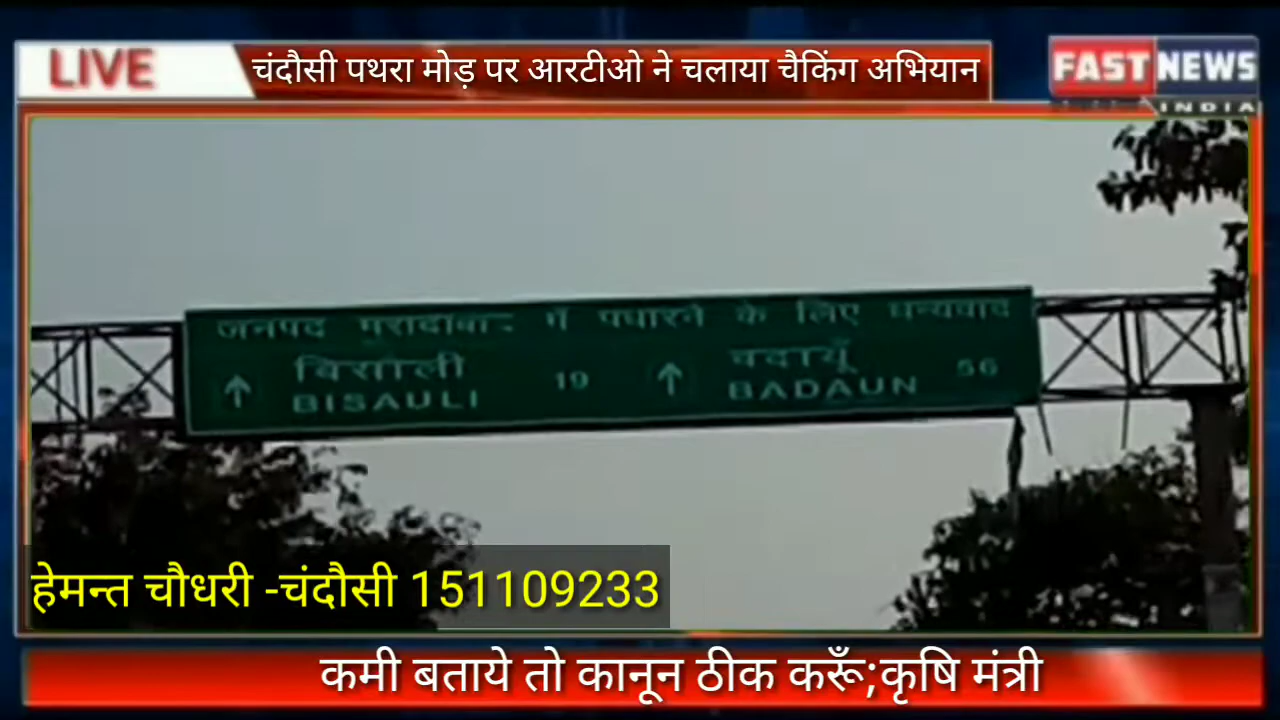 LIVE
चंदौसी पथरा मोड़ पर आरटीओ ने चलाया चैकिंग अभियान
FAST NEWS
INDIA
जनपद मुरादाबाद में पधारने के लिए धन्यवाद
बिसौली 19 बदायूँ 56
BISAULI BADAUN
हेमन्त चौधरी -चंदौसी 151109233
कमी बताये तो कानून ठीक करूँ;कृषि मंत्री